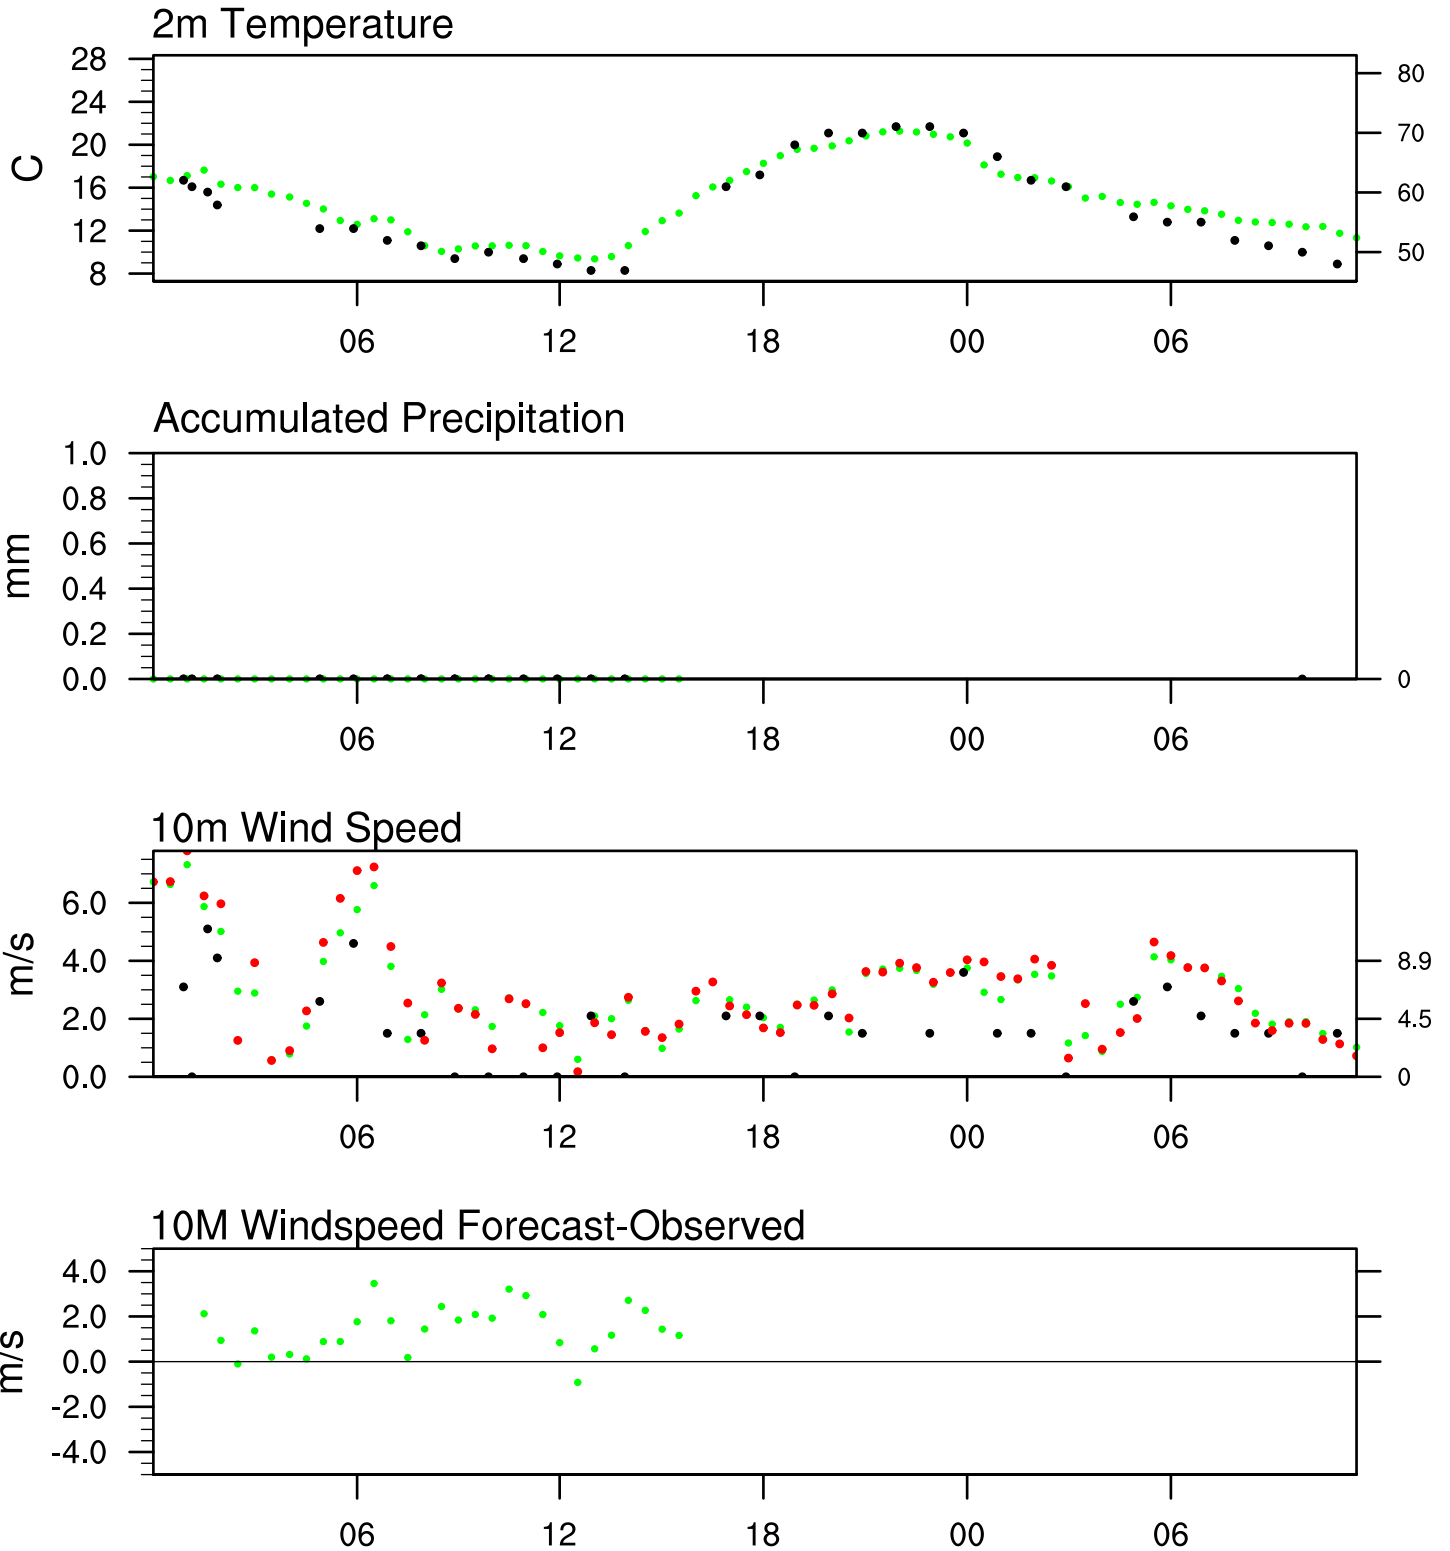 2m Temperature
28
24
20
16
12
8
C
80
70
60
50
06 12 18 00 06
Accumulated Precipitation
1.0
0.8
0.6
0.4
0.2
0.0
mm
0
06 12 18 00 06
10m Wind Speed
6.0
4.0
2.0
0.0
m/s
8.9
4.5
0
06 12 18 00 06
10M Windspeed Forecast-Observed
4.0
2.0
0.0
-2.0
-4.0
m/s
06 12 18 00 06